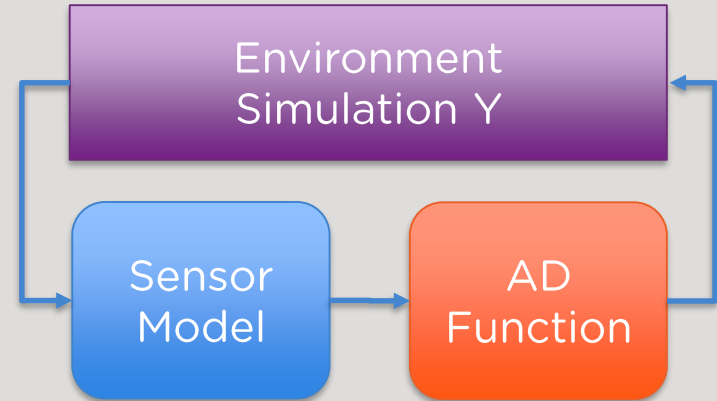 Environment
Simulation Y
Sensor
Model
AD
Function